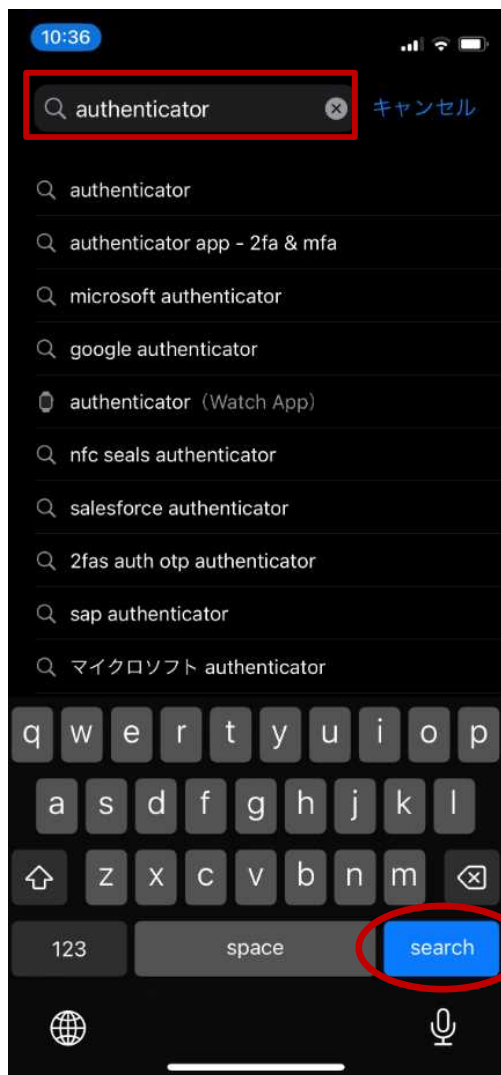 10:36
authenticator キャンセル
authenticator
authenticator app - 2fa & mfa
microsoft authenticator
google authenticator
authenticator（Watch App）
nfc seals authenticator
salesforce authenticator
2fas auth otp authenticator
sap authenticator
マイクロソフト authenticator
q w e r t y u i o p
a s d f g h j k l
z x c v b n m
123 space search